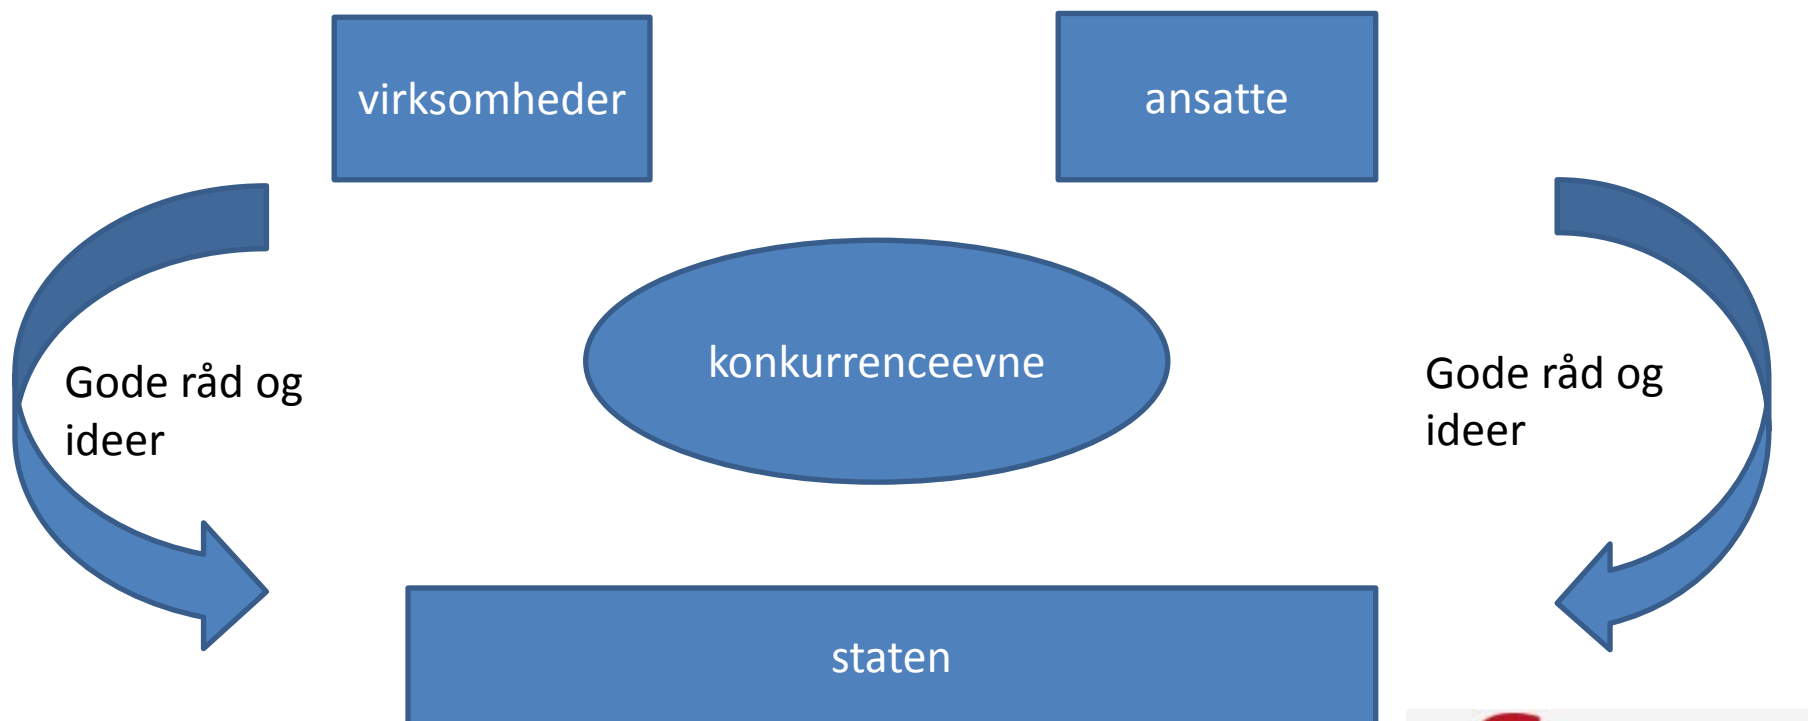 virksomheder
ansatte
konkurrenceevne
Gode råd og
ideer
Gode råd og
ideer
staten